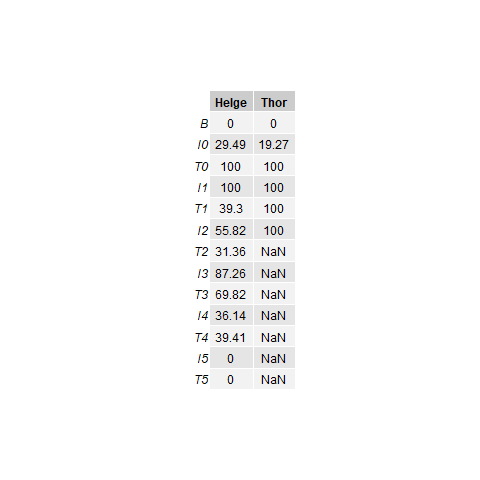 Helge Thor
B 0 0
I0 29.49 19.27
T0 100 100
I1 100 100
T1 39.3 100
I2 55.82 100
T2 31.36 NaN
I3 87.26 NaN
T3 69.82 NaN
I4 36.14 NaN
T4 39.41 NaN
I5 0 NaN
T5 0 NaN